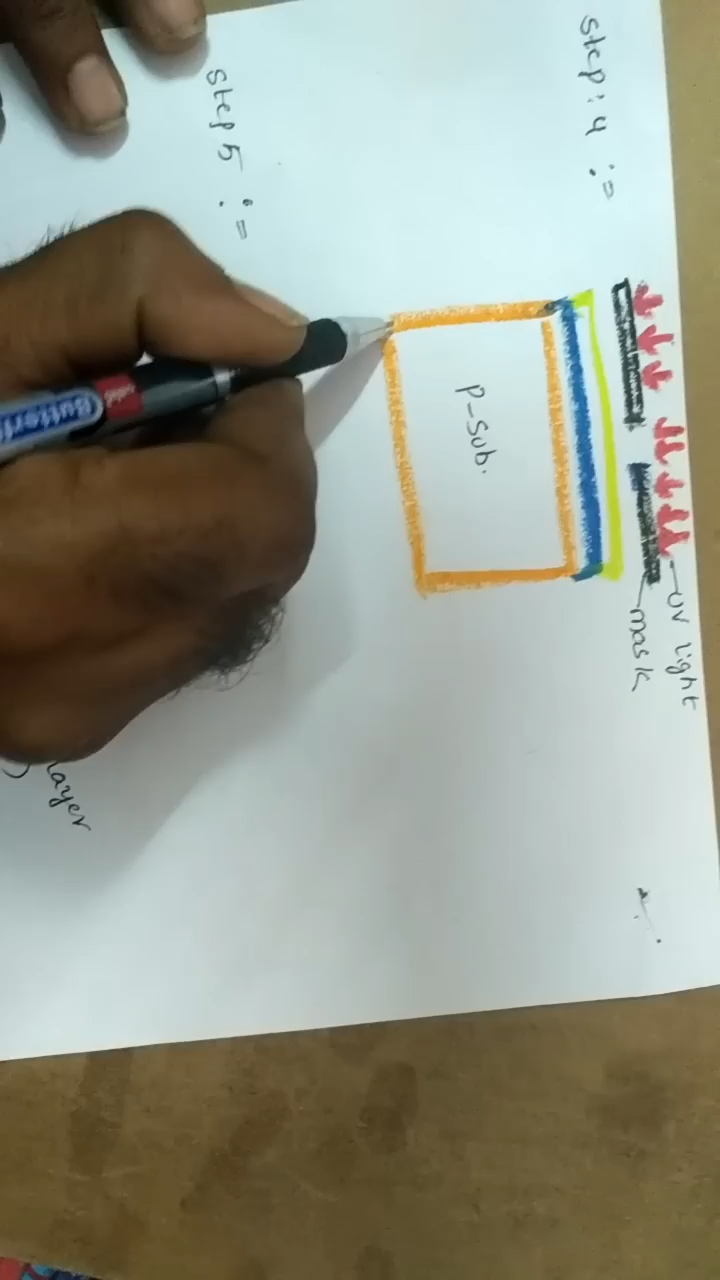 step:4 :=
UV light
mask
P-sub.
step 5 :=
layer